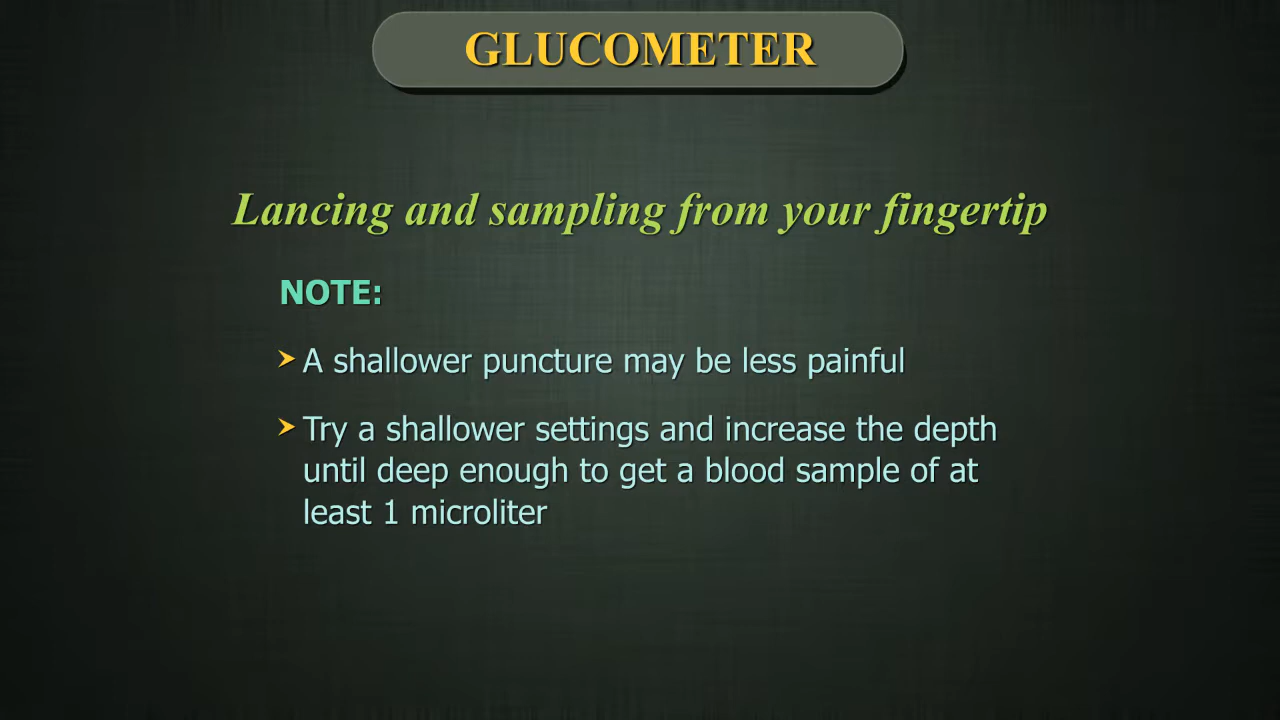 GLUCOMETER
Lancing and sampling from your fingertip
NOTE:
A shallower puncture may be less painful
Try a shallower settings and increase the depth
until deep enough to get a blood sample of at
least 1 microliter